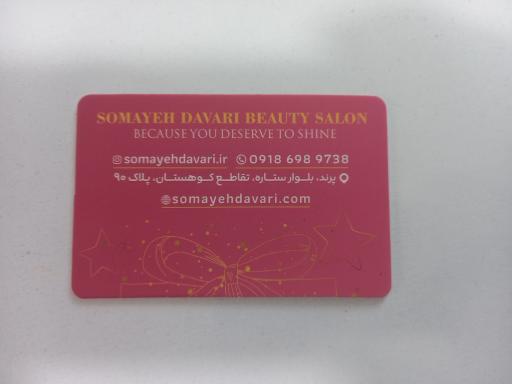 SOMAYEH DAVARI BEAUTY SALON
BECAUSE YOU DESERVE TO SHINE
somayehdavari.ir 0918 698 9738
پرند، بلوار ستاره، تقاطع کوهستان، پلاک ۹۰
somayehdavari.com